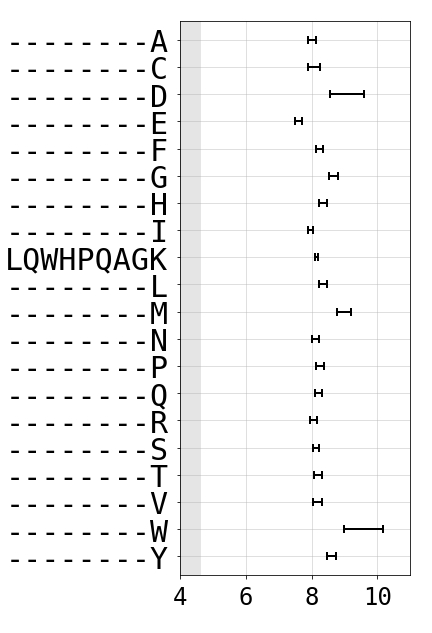 --------A
--------C
--------D
--------E
--------F
--------G
--------H
--------I
LQWHPQAGK
--------L
--------M
--------N
--------P
--------Q
--------R
--------S
--------T
--------V
--------W
--------Y
4 6 8 10